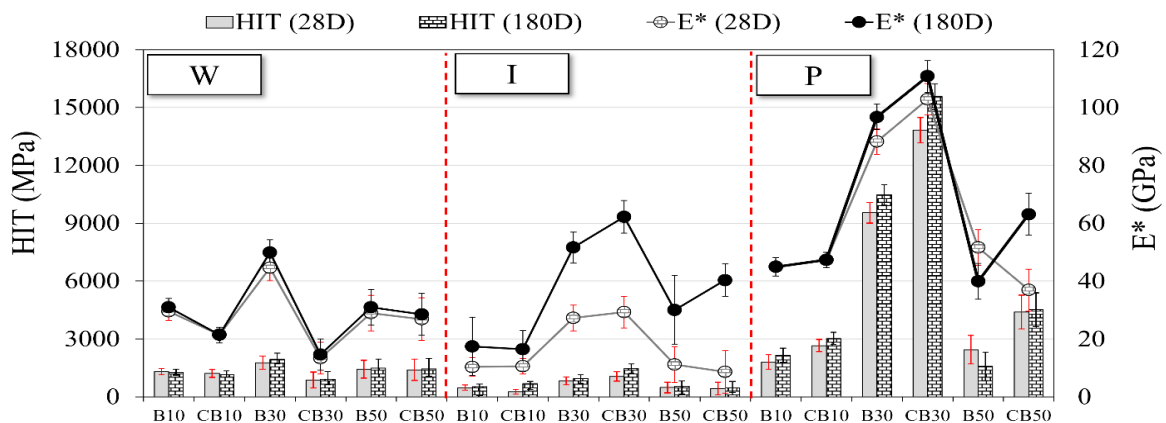 HIT (28D) HIT (180D) E* (28D) E* (180D)
18000 15000 12000 9000 6000 3000 0
HIT (MPa)
W I P
120 100 80 60 40 20 0
E* (GPa)
B10 CB10 B30 CB30 B50 CB50 B10 CB10 B30 CB30 B50 CB50 B10 CB10 B30 CB30 B50 CB50